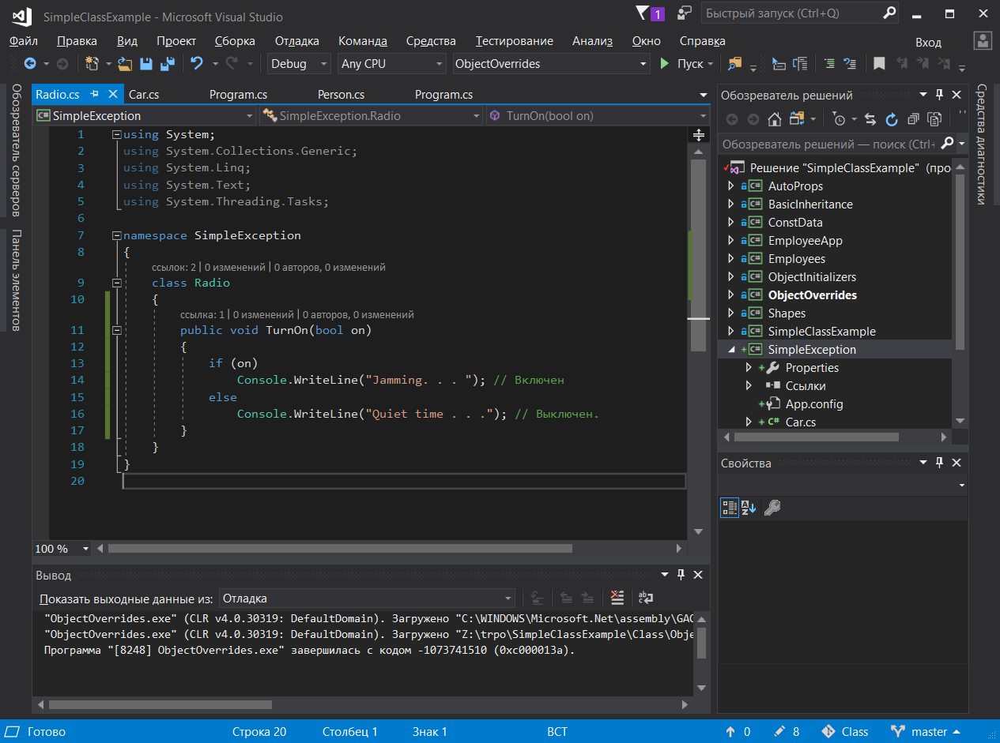 SimpleClassExample - Microsoft Visual Studio
1
Быстрый запуск (Ctrl+Q)
Файл Правка Вид Проект Сборка Отладка Команда Средства Тестирование Анализ Окно Справка Вход
Debug Any CPU ObjectOverrides Пуск
Обозреватель серверов
Панель элементов
Radio.cs Car.cs Program.cs Person.cs Program.cs
C# SimpleException SimpleException.Radio TurnOn(bool on)
1 using System;
2 using System.Collections.Generic;
3 using System.Linq;
4 using System.Text;
5 using System.Threading.Tasks;
6
7 namespace SimpleException
8 {
ссылок: 2 | 0 изменений | 0 авторов, 0 изменений
9 class Radio
10 {
ссылка: 1 | 0 изменений | 0 авторов, 0 изменений
11 public void TurnOn(bool on)
12 {
13 if (on)
14 Console.WriteLine("Jamming. . . "); // Включен
15 else
16 Console.WriteLine("Quiet time . . ."); // Выключен.
17 }
18 }
19 }
20
100 %
Вывод
Показать выходные данные из: Отладка
"ObjectOverrides.exe" (CLR v4.0.30319: DefaultDomain). Загружено "C:\WINDOWS\Microsoft.Net\assembly\GAC
"ObjectOverrides.exe" (CLR v4.0.30319: DefaultDomain). Загружено "Z:\trpo\SimpleClassExample\Class\Obje
Программа "[8248] ObjectOverrides.exe" завершилась с кодом -1073741510 (0xc000013a).
Обозреватель решений
Обозреватель решений — поиск (Ctrl+
Решение "SimpleClassExample" (про
C# AutoProps
C# BasicInheritance
C# ConstData
C# EmployeeApp
C# Employees
C# ObjectInitializers
C# ObjectOverrides
C# Shapes
C# SimpleClassExample
C# SimpleException
Properties
Ссылки
App.config
C# Car.cs
Свойства
Средства диагностики
Готово Строка 20 Столбец 1 Знак 1 ВСТ 0 8 Class master